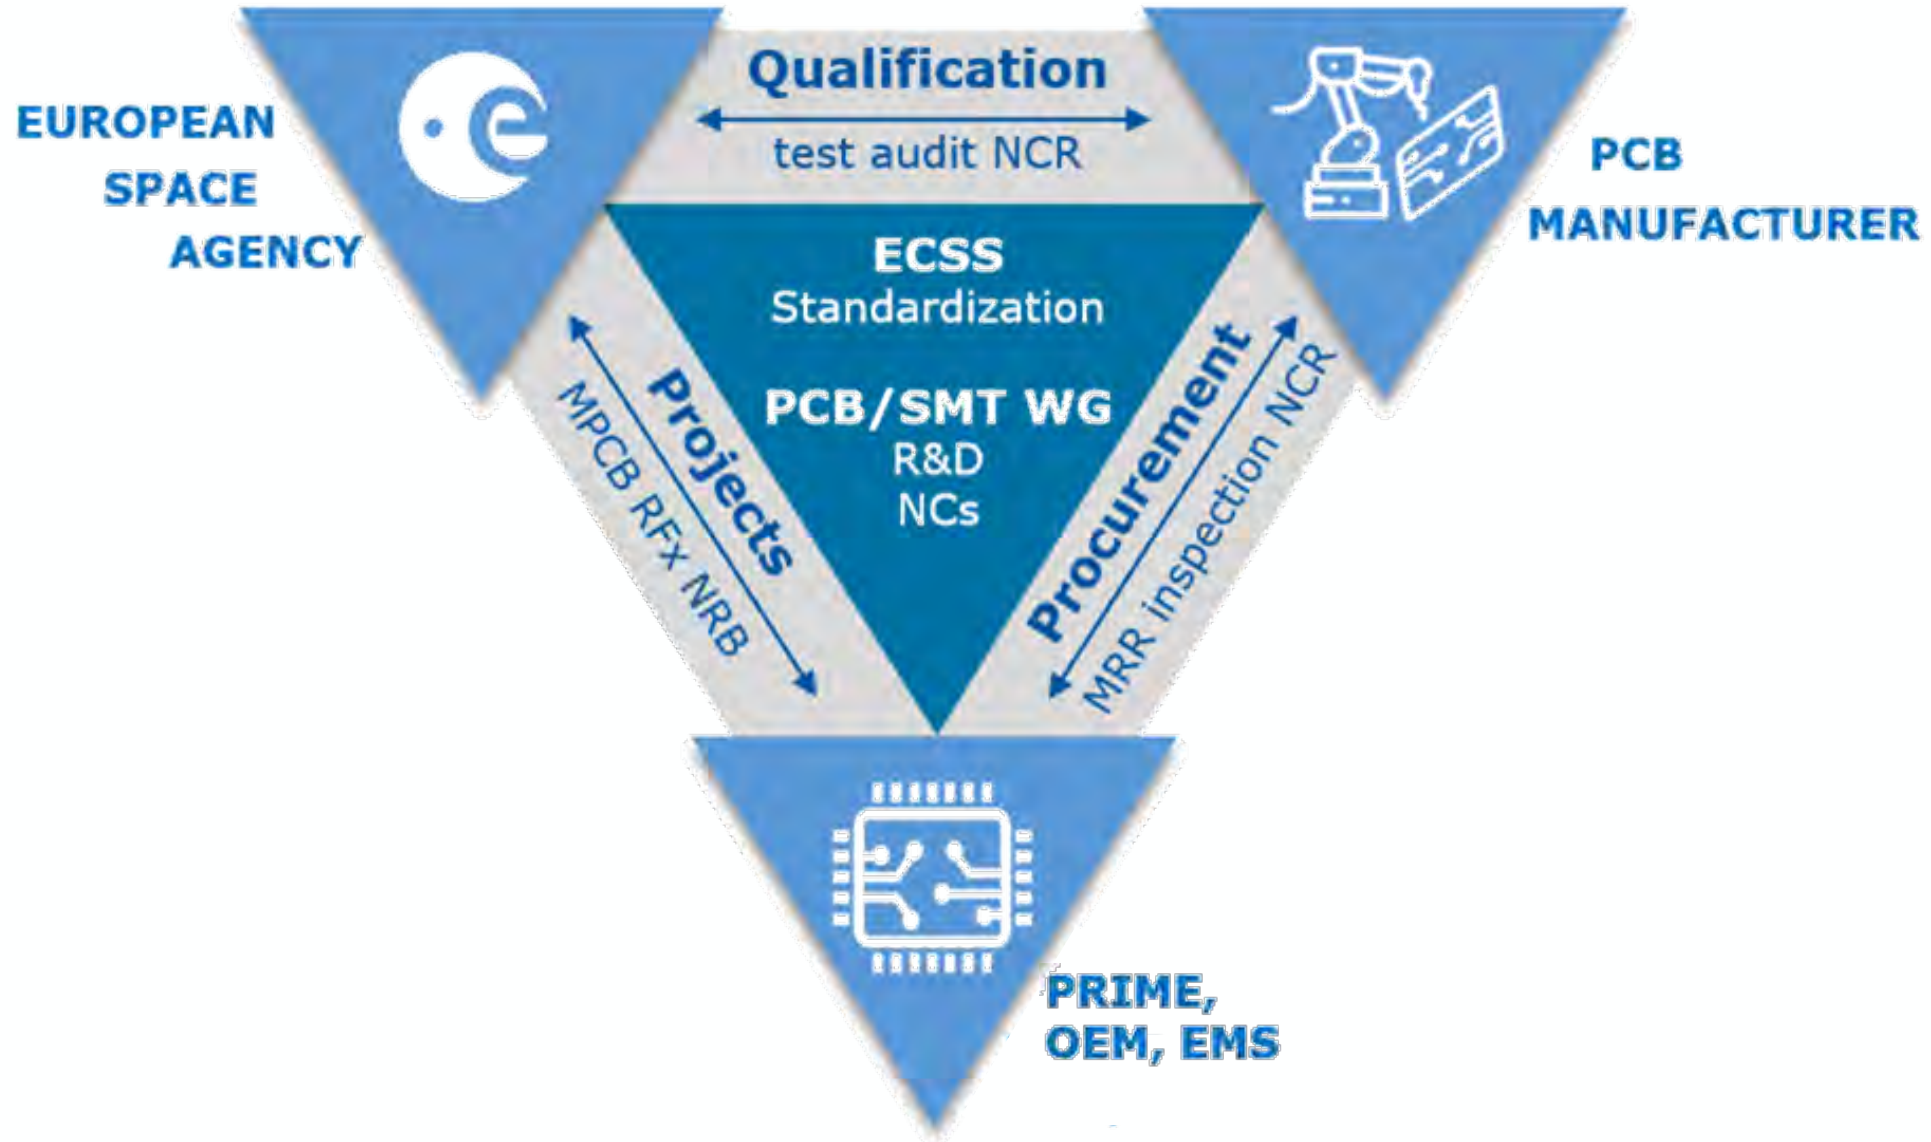 EUROPEAN
SPACE
AGENCY
Qualification
test audit NCR
PCB
MANUFACTURER
ECSS
Standardization
PCB/SMT WG
R&D
NCs
Projects
MPCB RFx NRB
Procurement
MRR inspection NCR
PRIME,
OEM, EMS